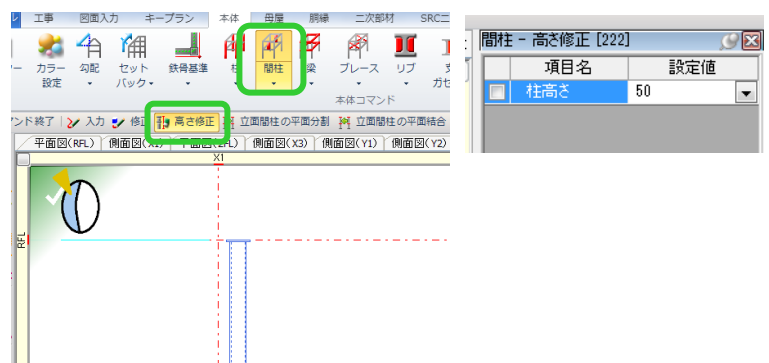 工事 図面入力 キープラン 本体 母屋 胴縁 二次部材 SRC二
カラー設定 勾配 セットバック 鉄骨基準 間柱 梁 ブレース リブ
本体コマンド
ンド終了 入力 修正 高さ修正 立面間柱の平面分割 立面間柱の平面結合
平面図(RFL) 側面図(X1) 平面図(2FL) 側面図(X3) 側面図(Y1) 側面図(Y2)
X1
RFL
間柱 - 高さ修正 [222]
項目名 設定値
柱高さ 50